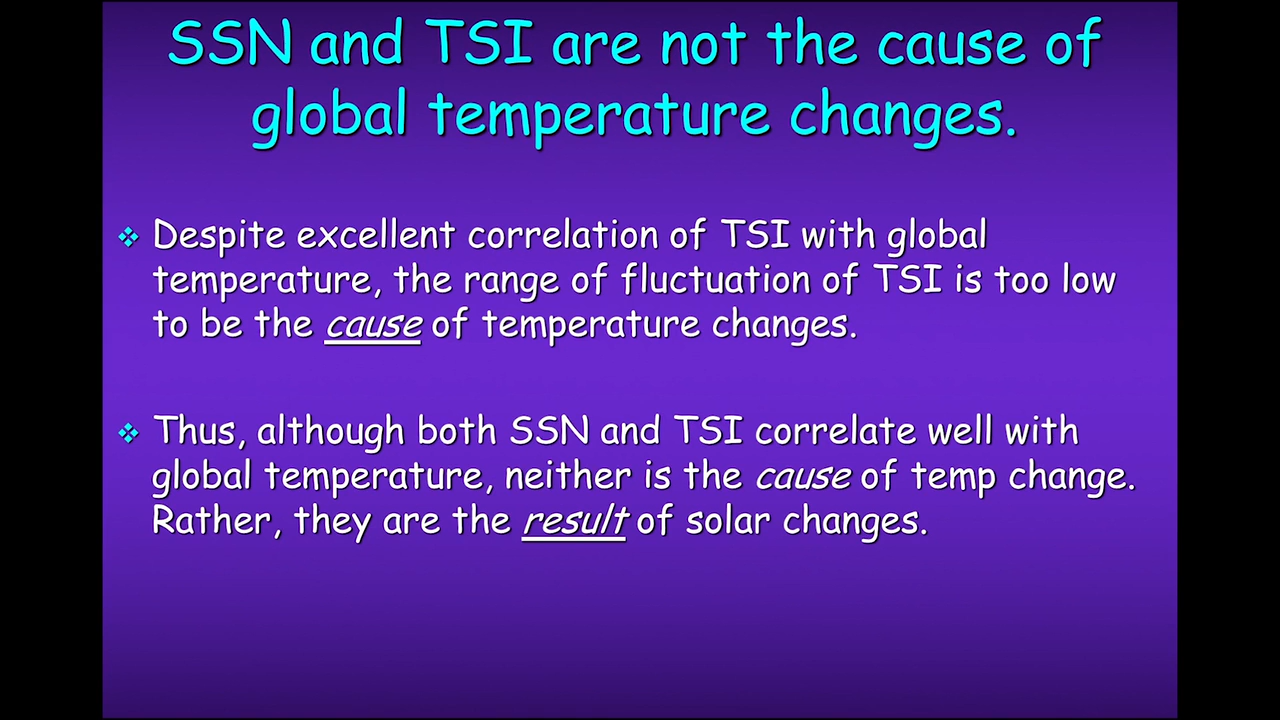 SSN and TSI are not the cause of
global temperature changes.
Despite excellent correlation of TSI with global
temperature, the range of fluctuation of TSI is too low
to be the cause of temperature changes.
Thus, although both SSN and TSI correlate well with
global temperature, neither is the cause of temp change.
Rather, they are the result of solar changes.